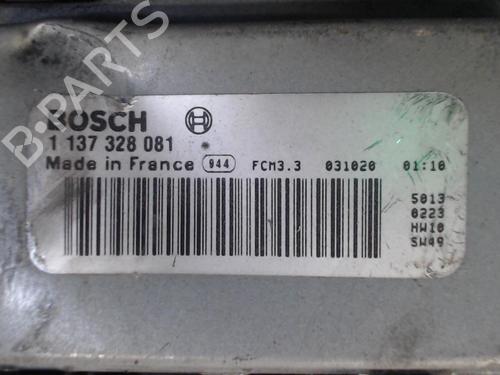 B-PARTS
BOSCH
1 137 328 081
Made in France 944 FCM3.3 031020 01:10
5013
0223
HW10
SW49